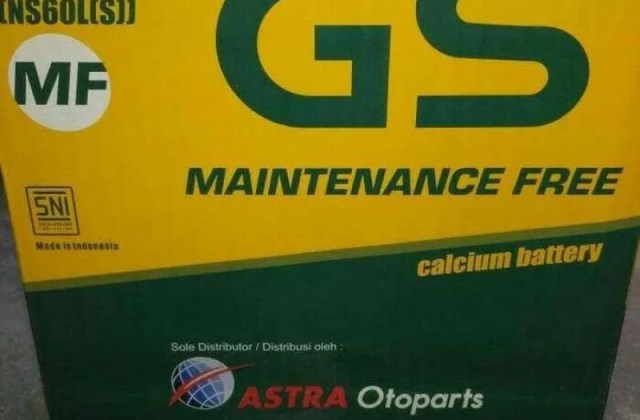 (NS60L(S))
GS
MF
MAINTENANCE FREE
SNI
Made in Indonesia
calcium battery
Sole Distributor / Distribusi oleh :
ASTRA Otoparts